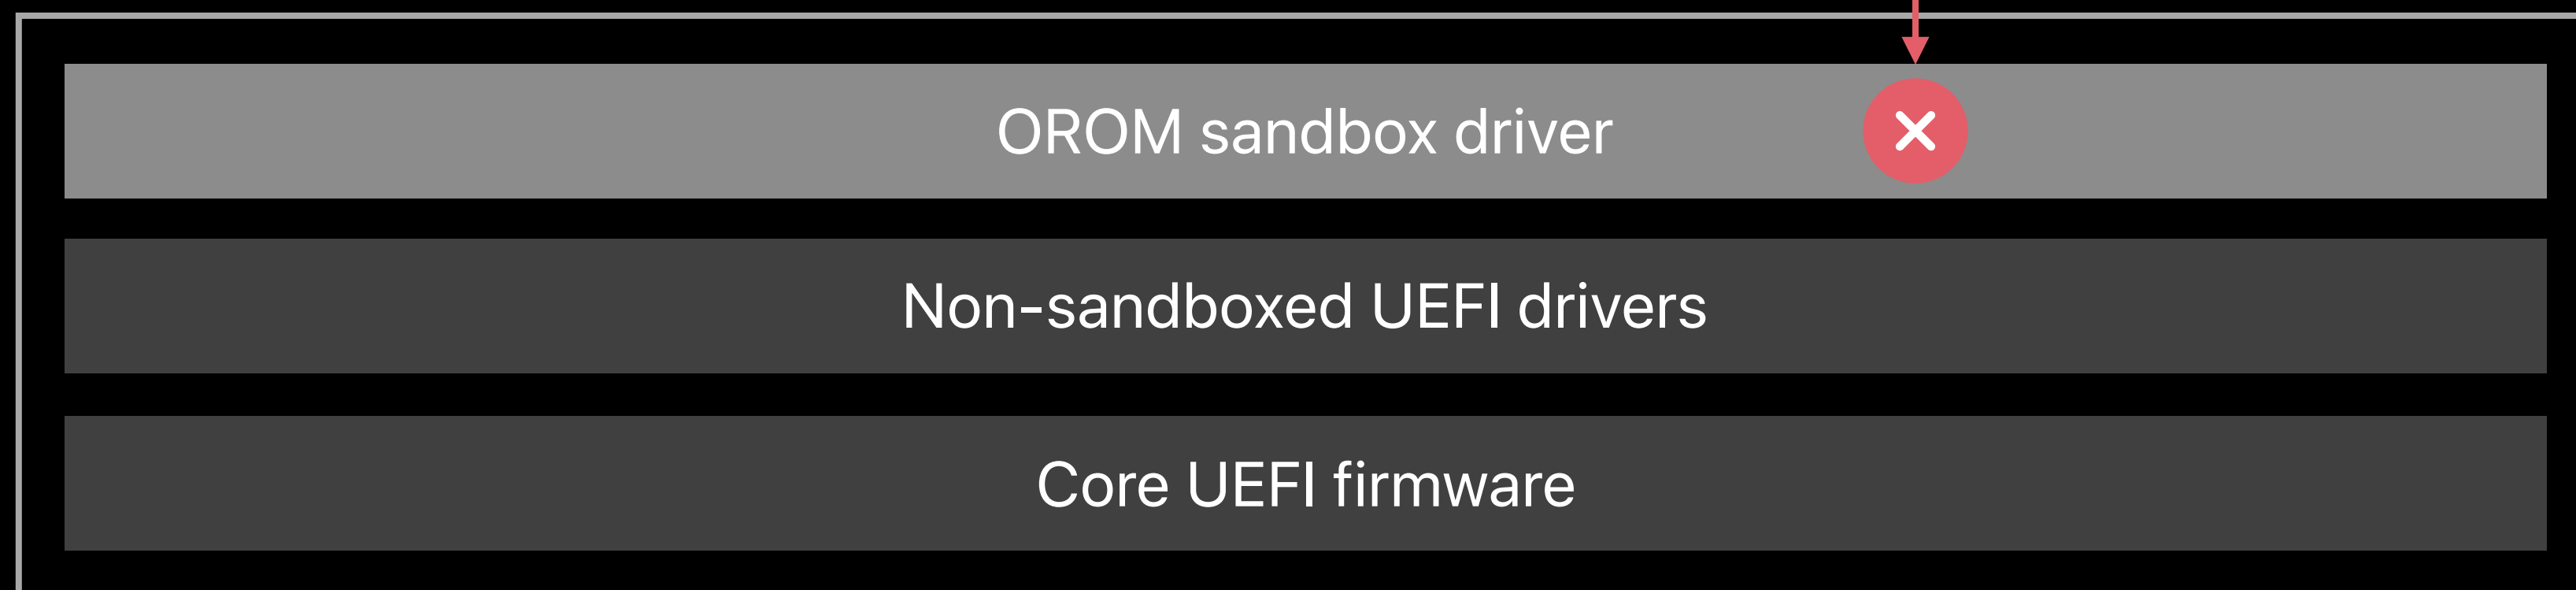 OROM sandbox driver
Non-sandboxed UEFI drivers
Core UEFI firmware